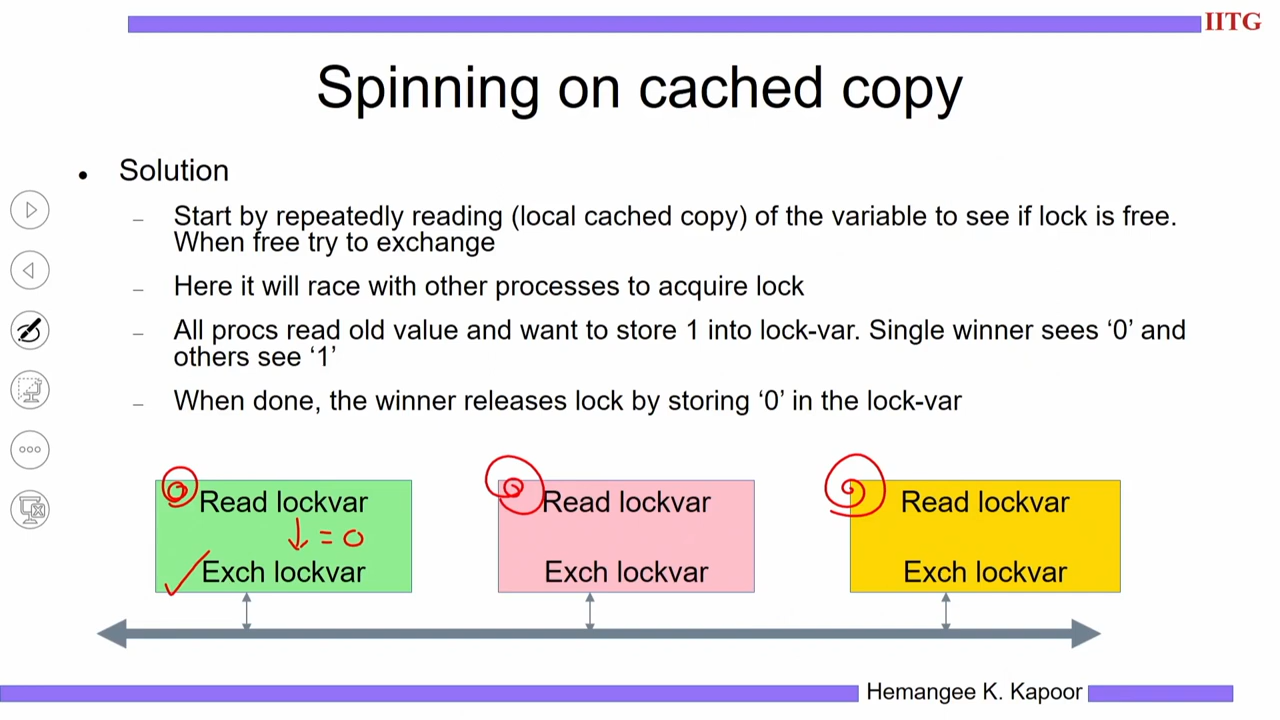 IITG
Spinning on cached copy
• Solution
– Start by repeatedly reading (local cached copy) of the variable to see if lock is free.
When free try to exchange
– Here it will race with other processes to acquire lock
– All procs read old value and want to store 1 into lock-var. Single winner sees ‘0’ and
others see ‘1’
– When done, the winner releases lock by storing ‘0’ in the lock-var
Read lockvar
↓ = 0
✓ Exch lockvar
Read lockvar
Exch lockvar
Read lockvar
Exch lockvar
Hemangee K. Kapoor